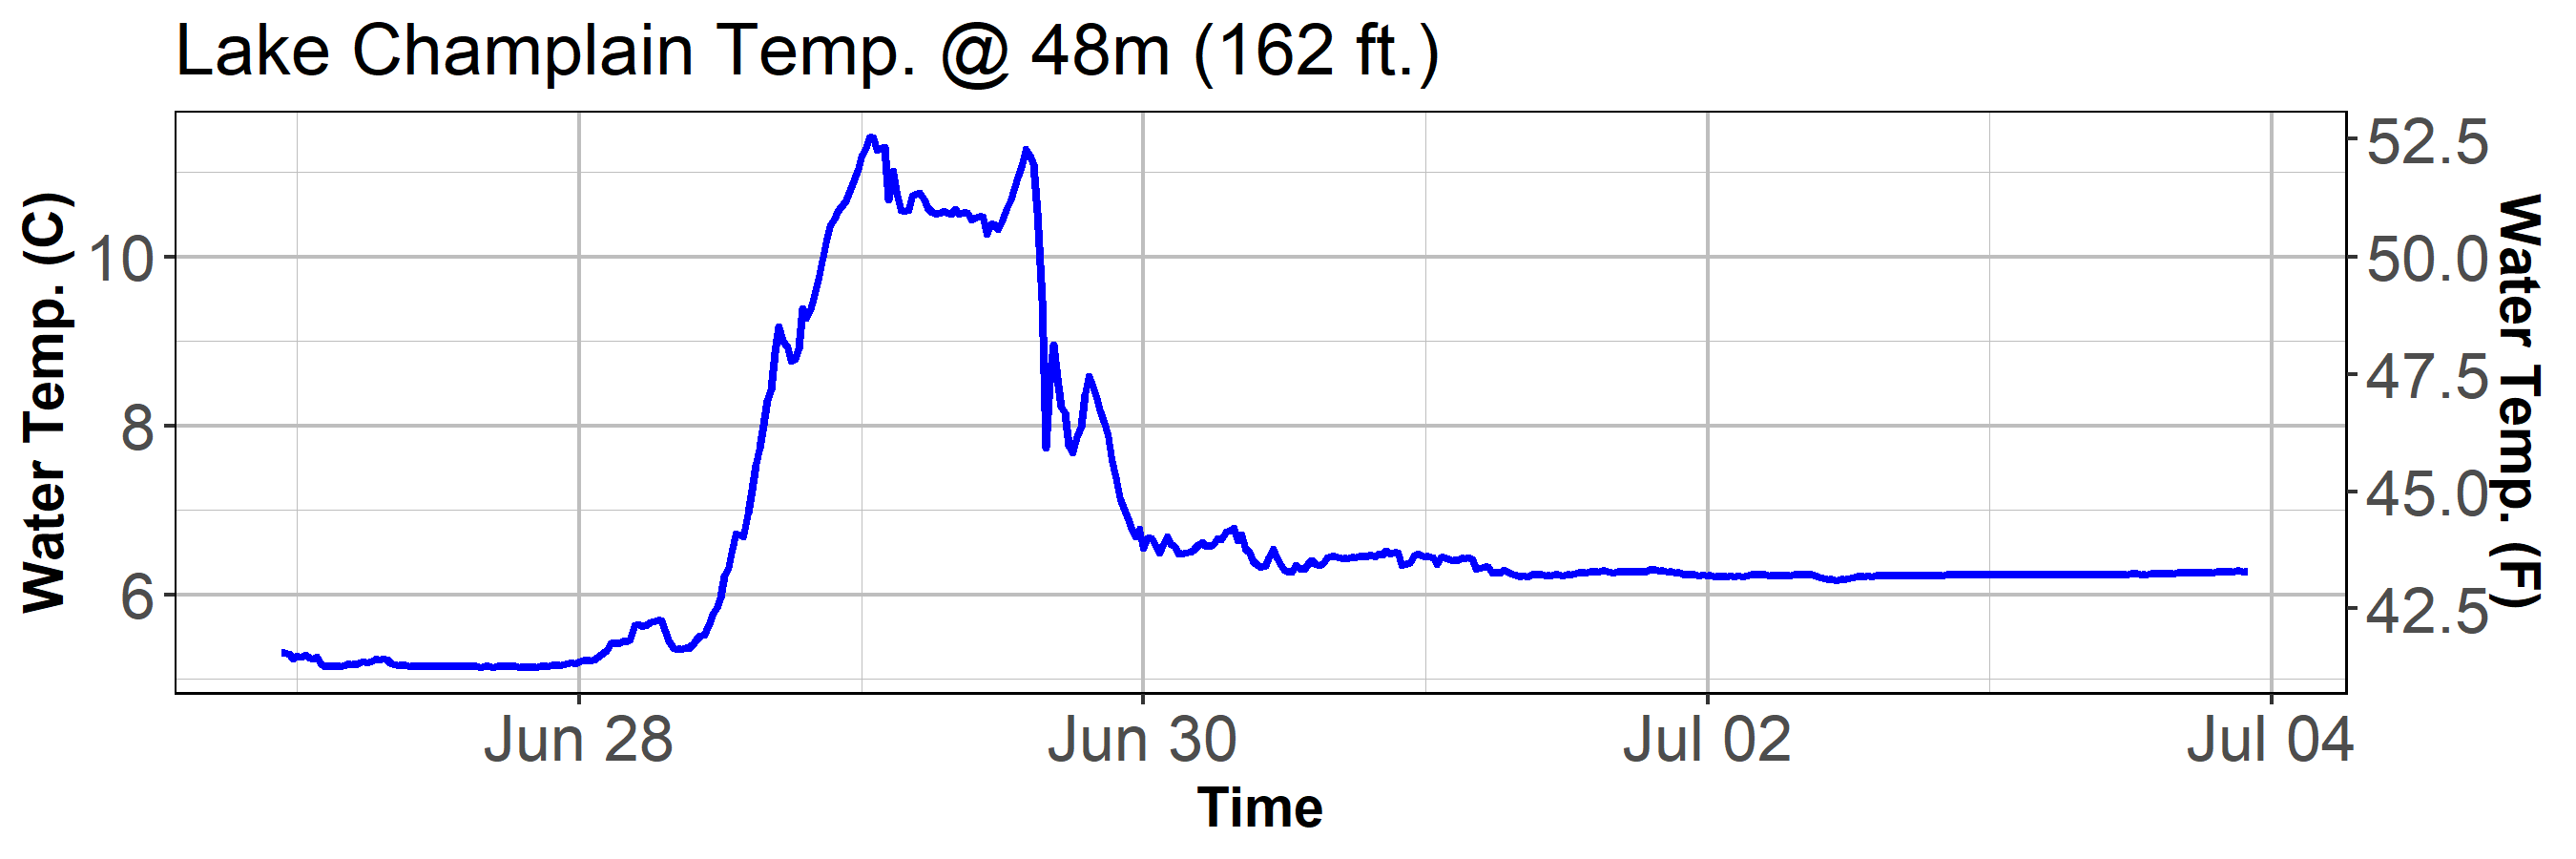 Lake Champlain Temp. @ 48m (162 ft.)
Water Temp. (C)
10
8
6
52.5
50.0
47.5
45.0
42.5
Water Temp. (F)
Jun 28
Jun 30
Jul 02
Jul 04
Time